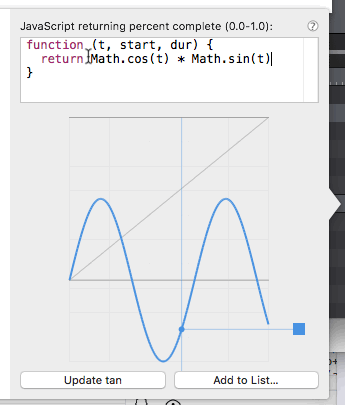 JavaScript returning percent complete (0.0-1.0):
?
function (t, start, dur) {
  return Math.cos(t) * Math.sin(t)
}
Update tan
Add to List...